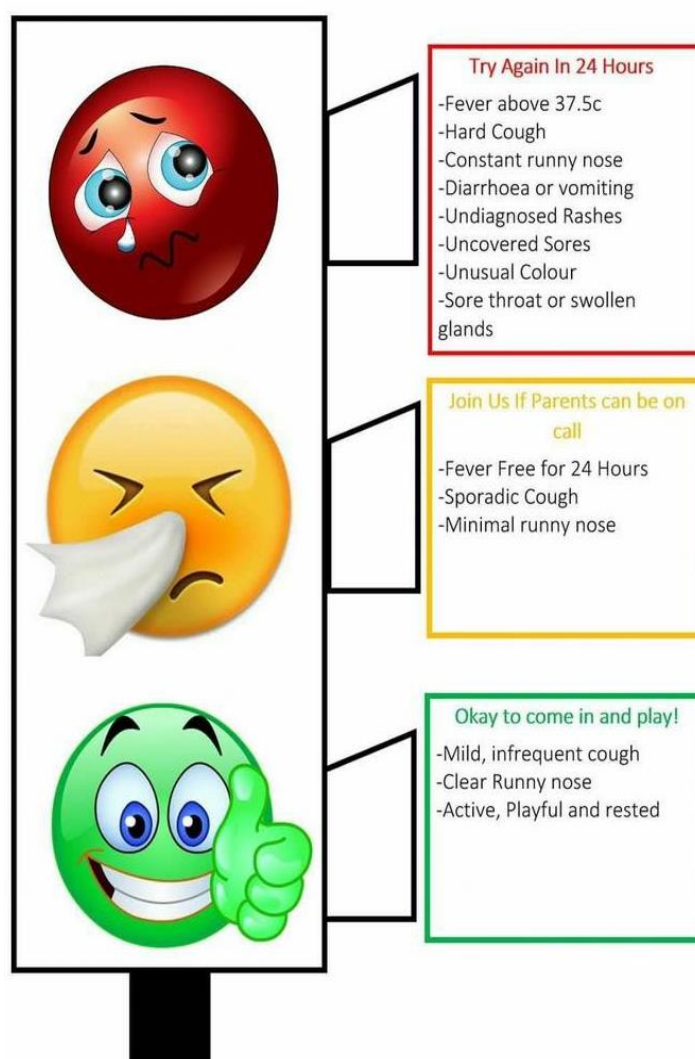 Try Again In 24 Hours
-Fever above 37.5c
-Hard Cough
-Constant runny nose
-Diarrhoea or vomiting
-Undiagnosed Rashes
-Uncovered Sores
-Unusual Colour
-Sore throat or swollen
glands
Join Us If Parents can be on
call
-Fever Free for 24 Hours
-Sporadic Cough
-Minimal runny nose
Okay to come in and play!
-Mild, infrequent cough
-Clear Runny nose
-Active, Playful and rested